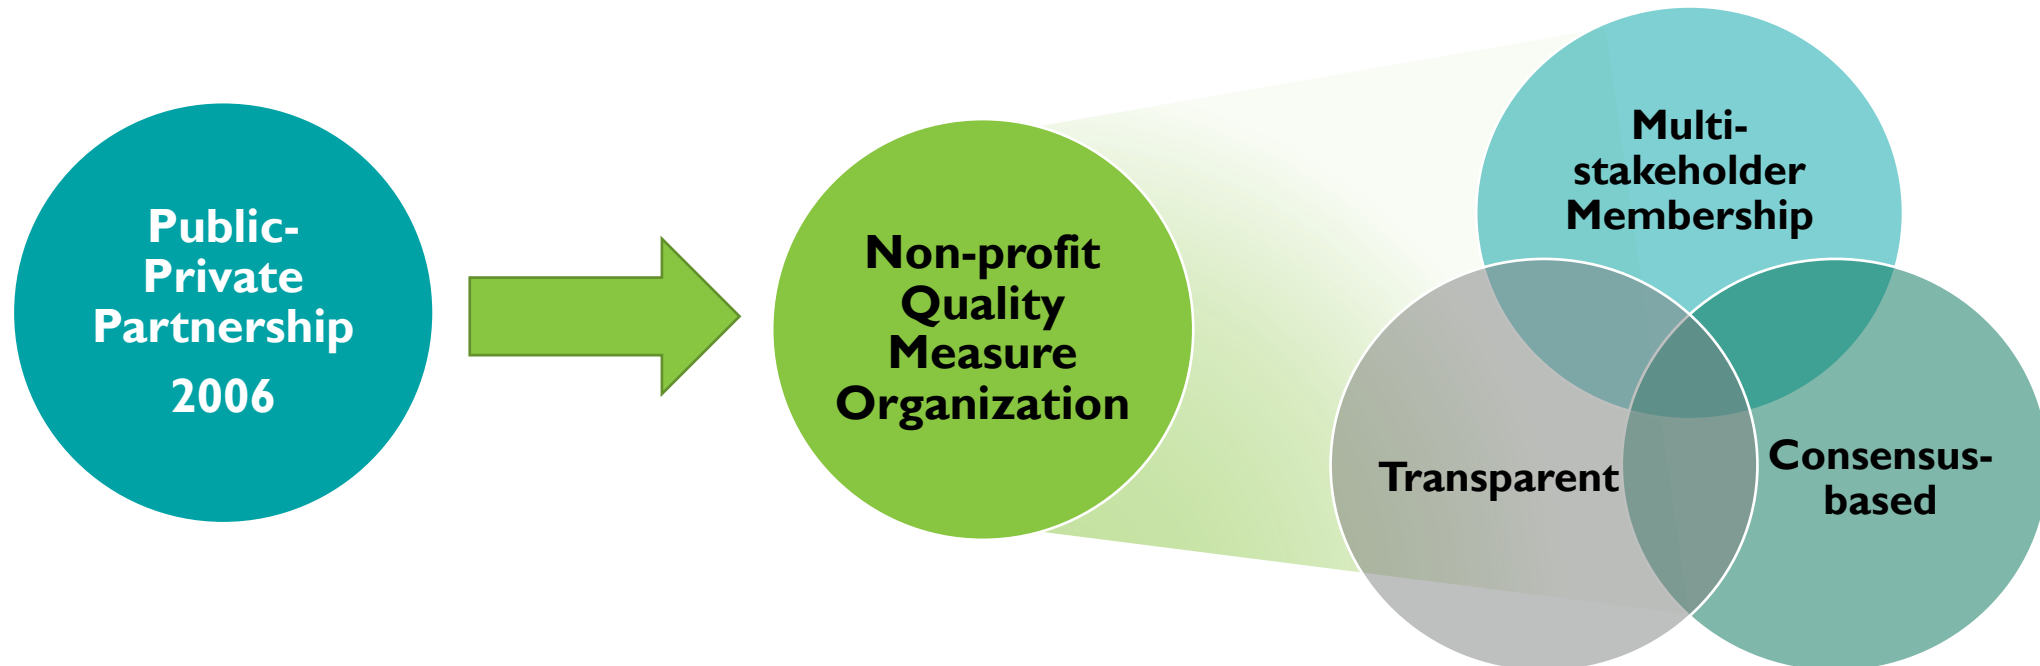 Public-
Private
Partnership
2006
Non-profit
Quality
Measure
Organization
Multi-
stakeholder
Membership
Transparent
Consensus-
based